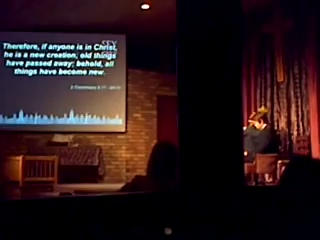 Therefore, if anyone is in Christ,
he is a new creation, old things
have passed away; behold, all
things have become new.